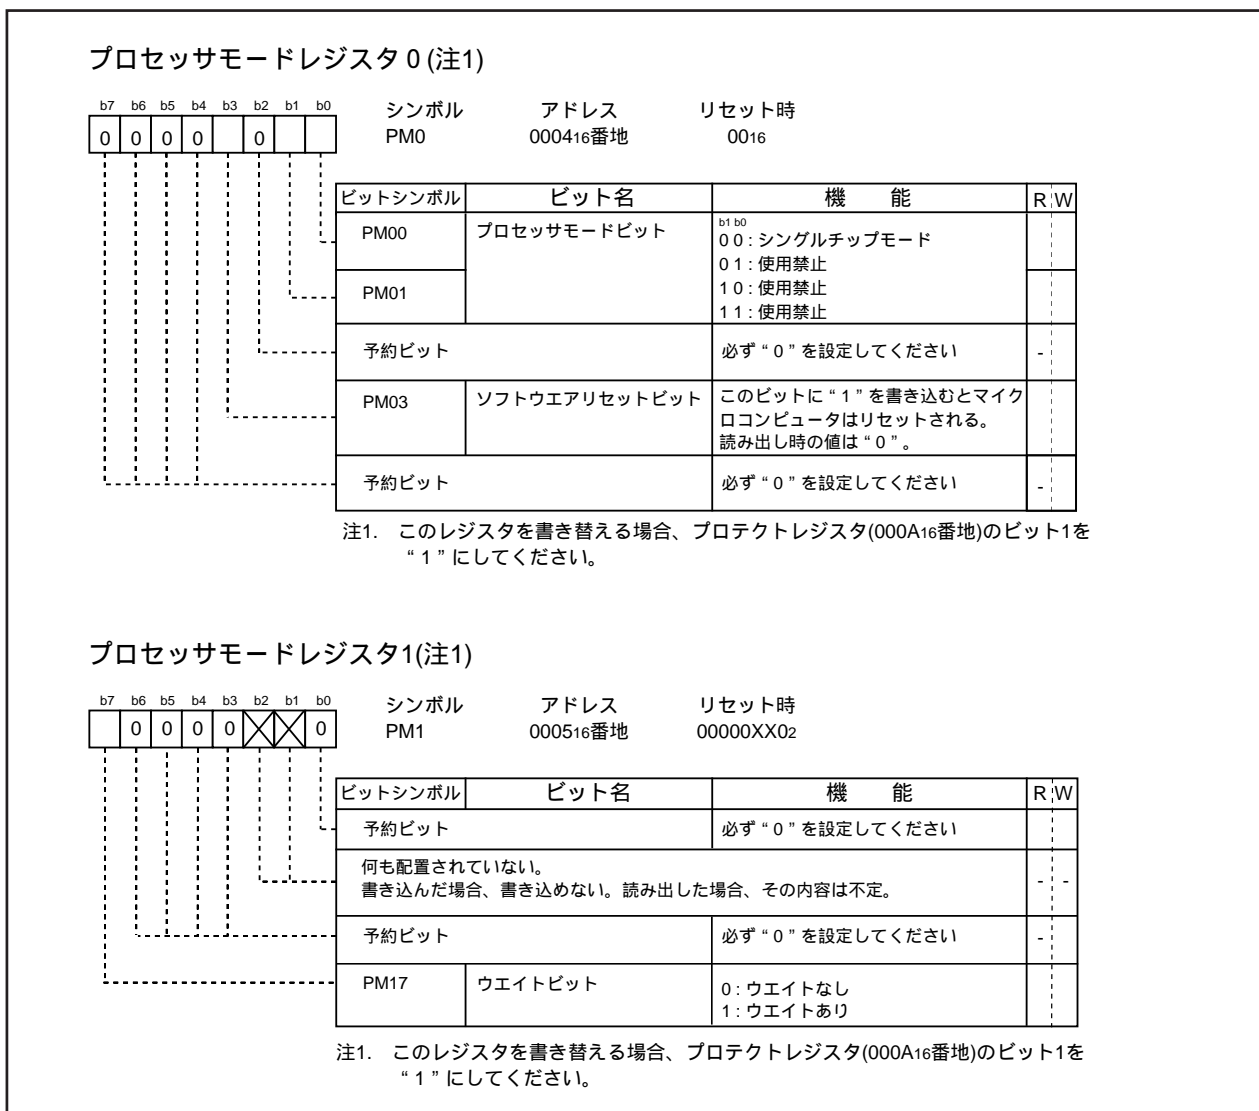 プロセッサモードレジスタ 0 (注1)
b7 b6 b5 b4 b3 b2 b1 b0
0 0 0 0 0
シンボル アドレス リセット時
PM0 000416番地 0016
ビットシンボル ビット名 機 能 R W
PM00 プロセッサモードビット b1 b0
0 0 : シングルチップモード
0 1 : 使用禁止
PM01 1 0 : 使用禁止
1 1 : 使用禁止
予約ビット 必ず “ 0 ” を設定してください -
PM03 ソフトウエアリセットビット このビットに “ 1 ” を書き込むとマイク
ロコンピュータはリセットされる。
読み出し時の値は “ 0 ” 。
予約ビット 必ず “ 0 ” を設定してください -
注1. このレジスタを書き替える場合、プロテクトレジスタ(000A16番地)のビット1を
“ 1 ” にしてください。
プロセッサモードレジスタ1(注1)
b7 b6 b5 b4 b3 b2 b1 b0
0 0 0 0 0
シンボル アドレス リセット時
PM1 000516番地 00000XX02
ビットシンボル ビット名 機 能 R W
予約ビット 必ず “ 0 ” を設定してください
何も配置されていない。
書き込んだ場合、書き込めない。読み出した場合、その内容は不定。 - -
予約ビット 必ず “ 0 ” を設定してください -
PM17 ウエイトビット 0 : ウエイトなし
1 : ウエイトあり
注1. このレジスタを書き替える場合、プロテクトレジスタ(000A16番地)のビット1を
“ 1 ” にしてください。